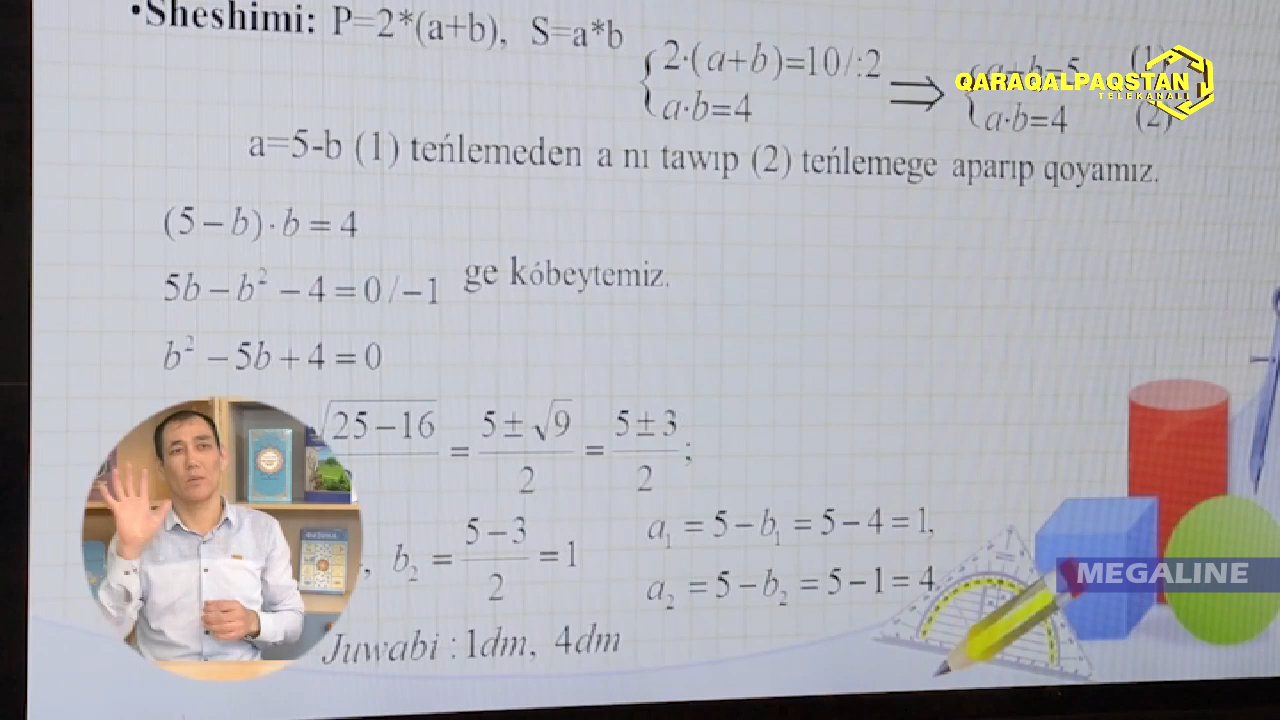 •Sheshimi: P=2*(a+b), S=a*b
{2·(a+b)=10/:2 ⇒ {a+b=5 (1)
{a·b=4 {a·b=4 (2)
QARAQALPAQSTAN
TELEKANALI
a=5-b (1) teńlemeden a nı tawıp (2) teńlemege aparıp qoyamız.
(5−b)·b=4
5b−b²−4=0/−1 ge kóbeytemiz.
b²−5b+4=0
√25−16 = (5±√9)/2 = (5±3)/2;
, b₂ = (5−3)/2 = 1
a₁ = 5−b₁ = 5−4 = 1,
a₂ = 5−b₂ = 5−1 = 4
MEGALINE
Juwabi : 1dm, 4dm